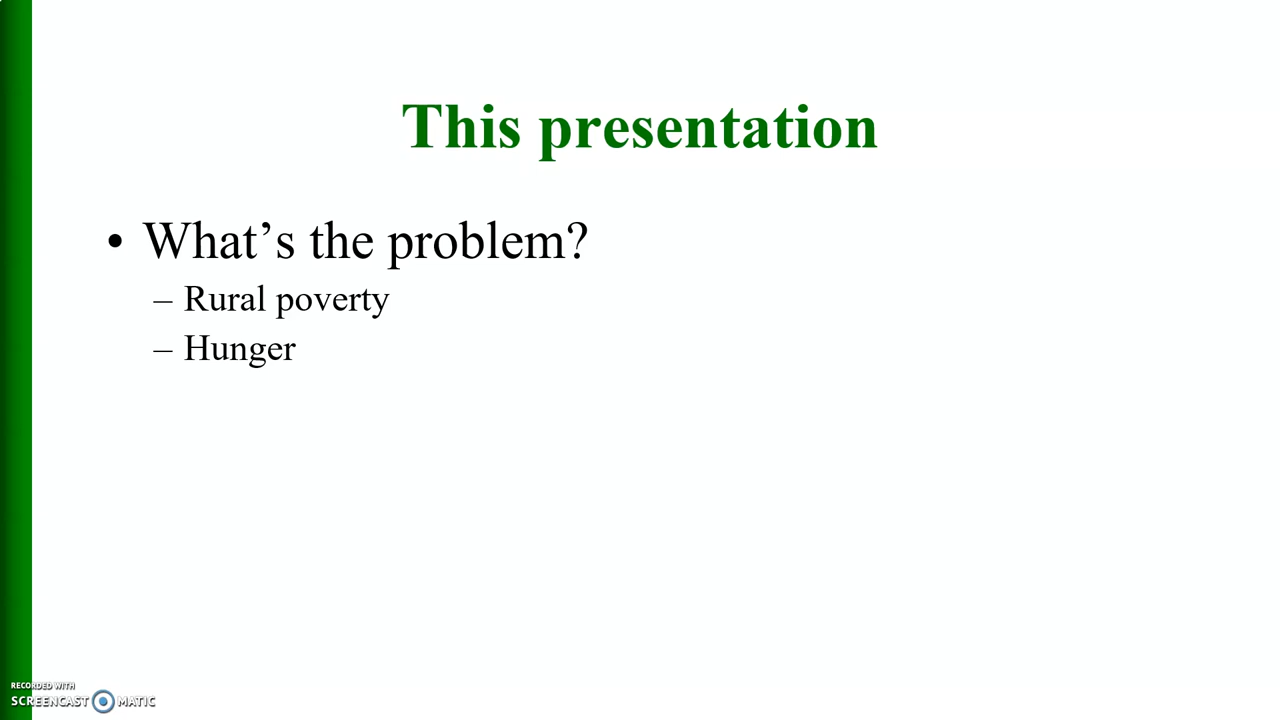 This presentation
• What’s the problem?
– Rural poverty
– Hunger
RECORDED WITH
SCREENCAST MATIC